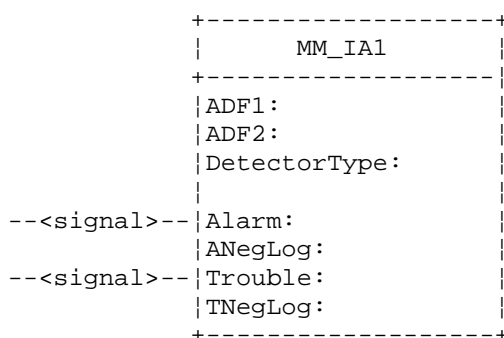 +--------------------+
¦ MM_IA1 ¦
+--------------------¦
¦ADF1: ¦
¦ADF2: ¦
¦DetectorType: ¦
¦ ¦
--<signal>--¦Alarm: ¦
¦ANegLog: ¦
--<signal>--¦Trouble: ¦
¦TNegLog: ¦
+--------------------+